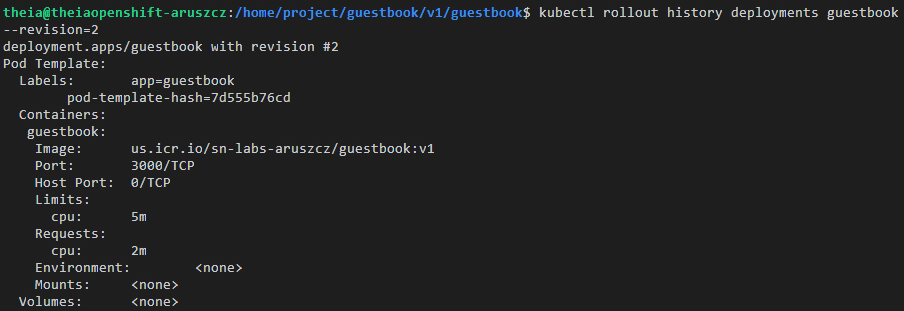 theia@theiaopenshift-aruszcz:/home/project/guestbook/v1/guestbook$ kubectl rollout history deployments guestbook
--revision=2
deployment.apps/guestbook with revision #2
Pod Template:
  Labels:       app=guestbook
        pod-template-hash=7d555b76cd
  Containers:
   guestbook:
    Image:      us.icr.io/sn-labs-aruszcz/guestbook:v1
    Port:       3000/TCP
    Host Port:  0/TCP
    Limits:
      cpu:      5m
    Requests:
      cpu:      2m
    Environment:        <none>
    Mounts:     <none>
  Volumes:      <none>